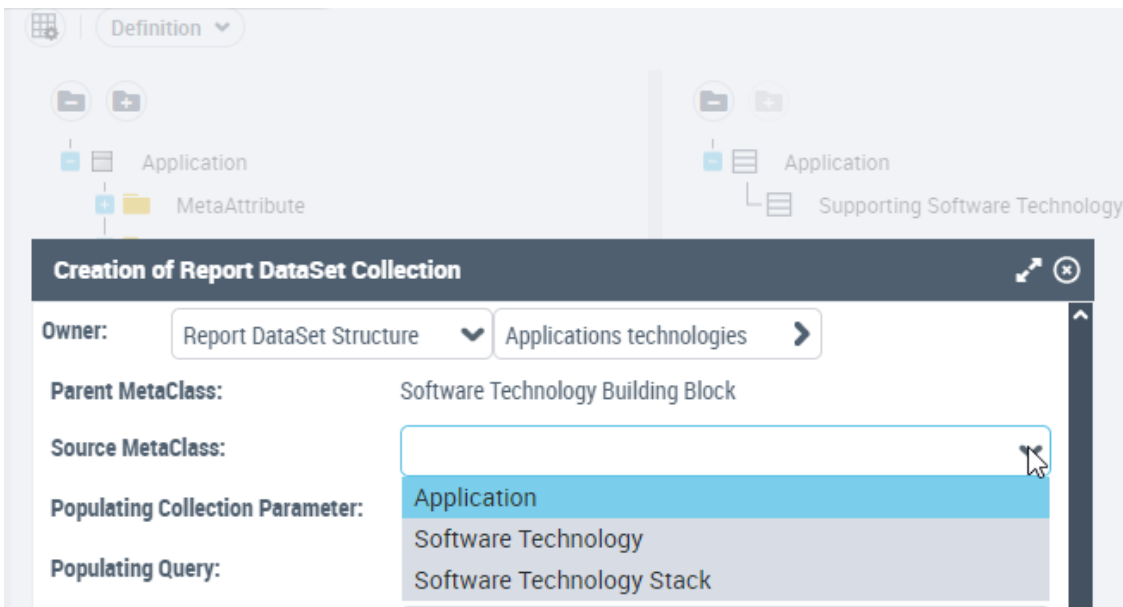 Definition
Application
MetaAttribute
Application
Supporting Software Technology
Creation of Report DataSet Collection
Owner: Report DataSet Structure Applications technologies
Parent MetaClass: Software Technology Building Block
Source MetaClass:
Application
Populating Collection Parameter:
Software Technology
Populating Query:
Software Technology Stack